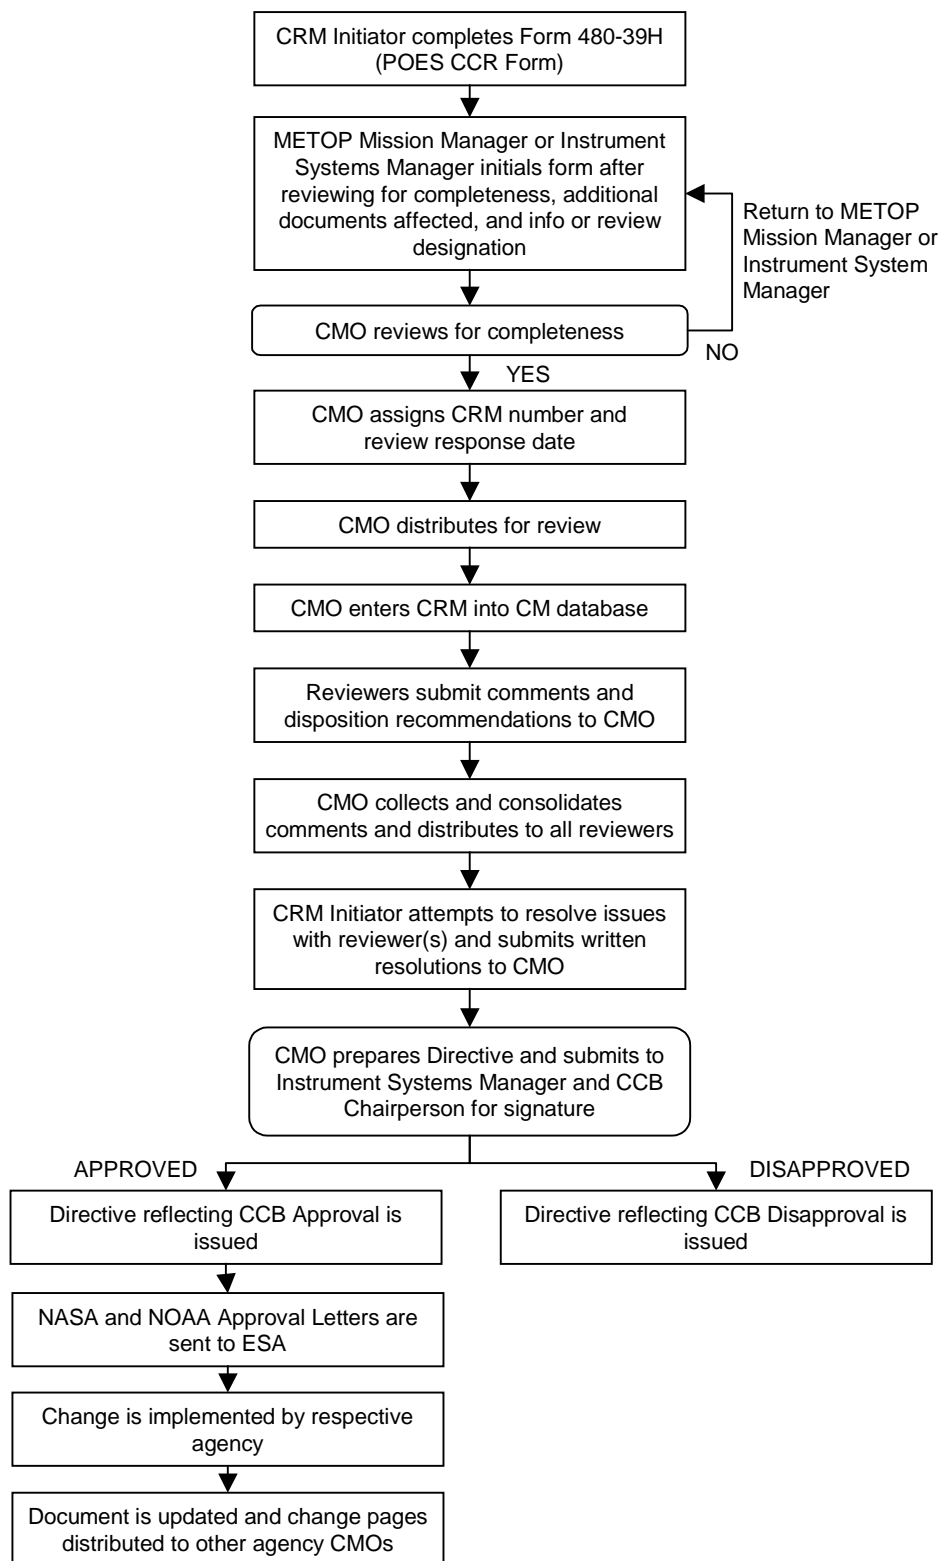 CRM Initiator completes Form 480-39H
(POES CCR Form)
METOP Mission Manager or Instrument
Systems Manager initials form after
reviewing for completeness, additional
documents affected, and info or review
designation
Return to METOP
Mission Manager or
Instrument System
Manager
CMO reviews for completeness
NO
YES
CMO assigns CRM number and
review response date
CMO distributes for review
CMO enters CRM into CM database
Reviewers submit comments and
disposition recommendations to CMO
CMO collects and consolidates
comments and distributes to all reviewers
CRM Initiator attempts to resolve issues
with reviewer(s) and submits written
resolutions to CMO
CMO prepares Directive and submits to
Instrument Systems Manager and CCB
Chairperson for signature
APPROVED
DISAPPROVED
Directive reflecting CCB Approval is
issued
Directive reflecting CCB Disapproval is
issued
NASA and NOAA Approval Letters are
sent to ESA
Change is implemented by respective
agency
Document is updated and change pages
distributed to other agency CMOs